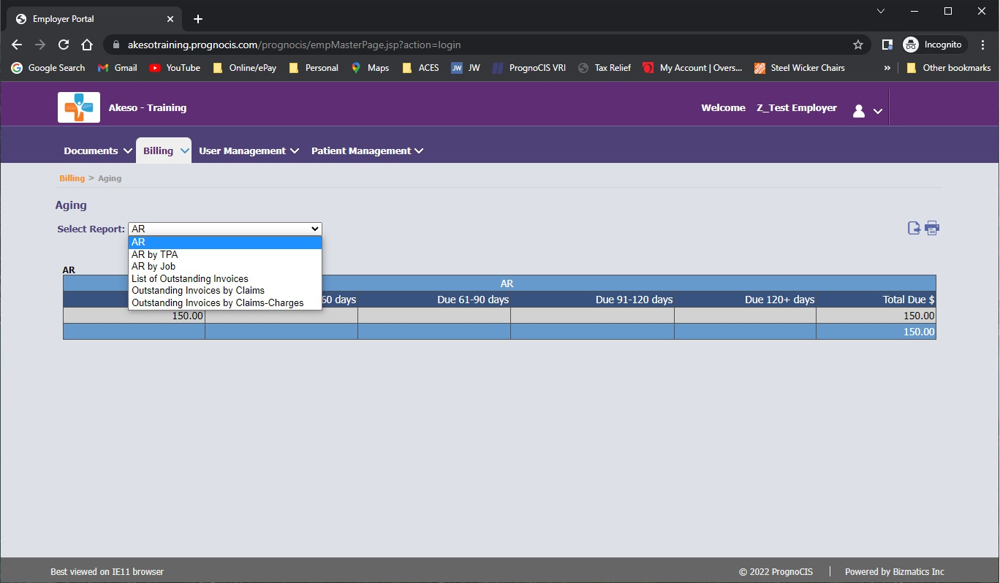 Employer Portal
akesotraining.prognocis.com/prognocis/empMasterPage.jsp?action=login
Incognito
Google Search Gmail YouTube Online/ePay Personal Maps ACES JW JW PrognoCIS VRI Tax Relief My Account | Overs... Steel Wicker Chairs » Other bookmarks
Akeso - Training
Welcome Z_Test Employer
Documents Billing User Management Patient Management
Billing > Aging
Aging
Select Report: AR
AR
AR by TPA
AR by Job
List of Outstanding Invoices
Outstanding Invoices by Claims
Outstanding Invoices by Claims-Charges
AR
AR
60 days Due 61-90 days Due 91-120 days Due 120+ days Total Due $
150.00 150.00
150.00
Best viewed on IE11 browser
© 2022 PrognoCIS | Powered by Bizmatics Inc